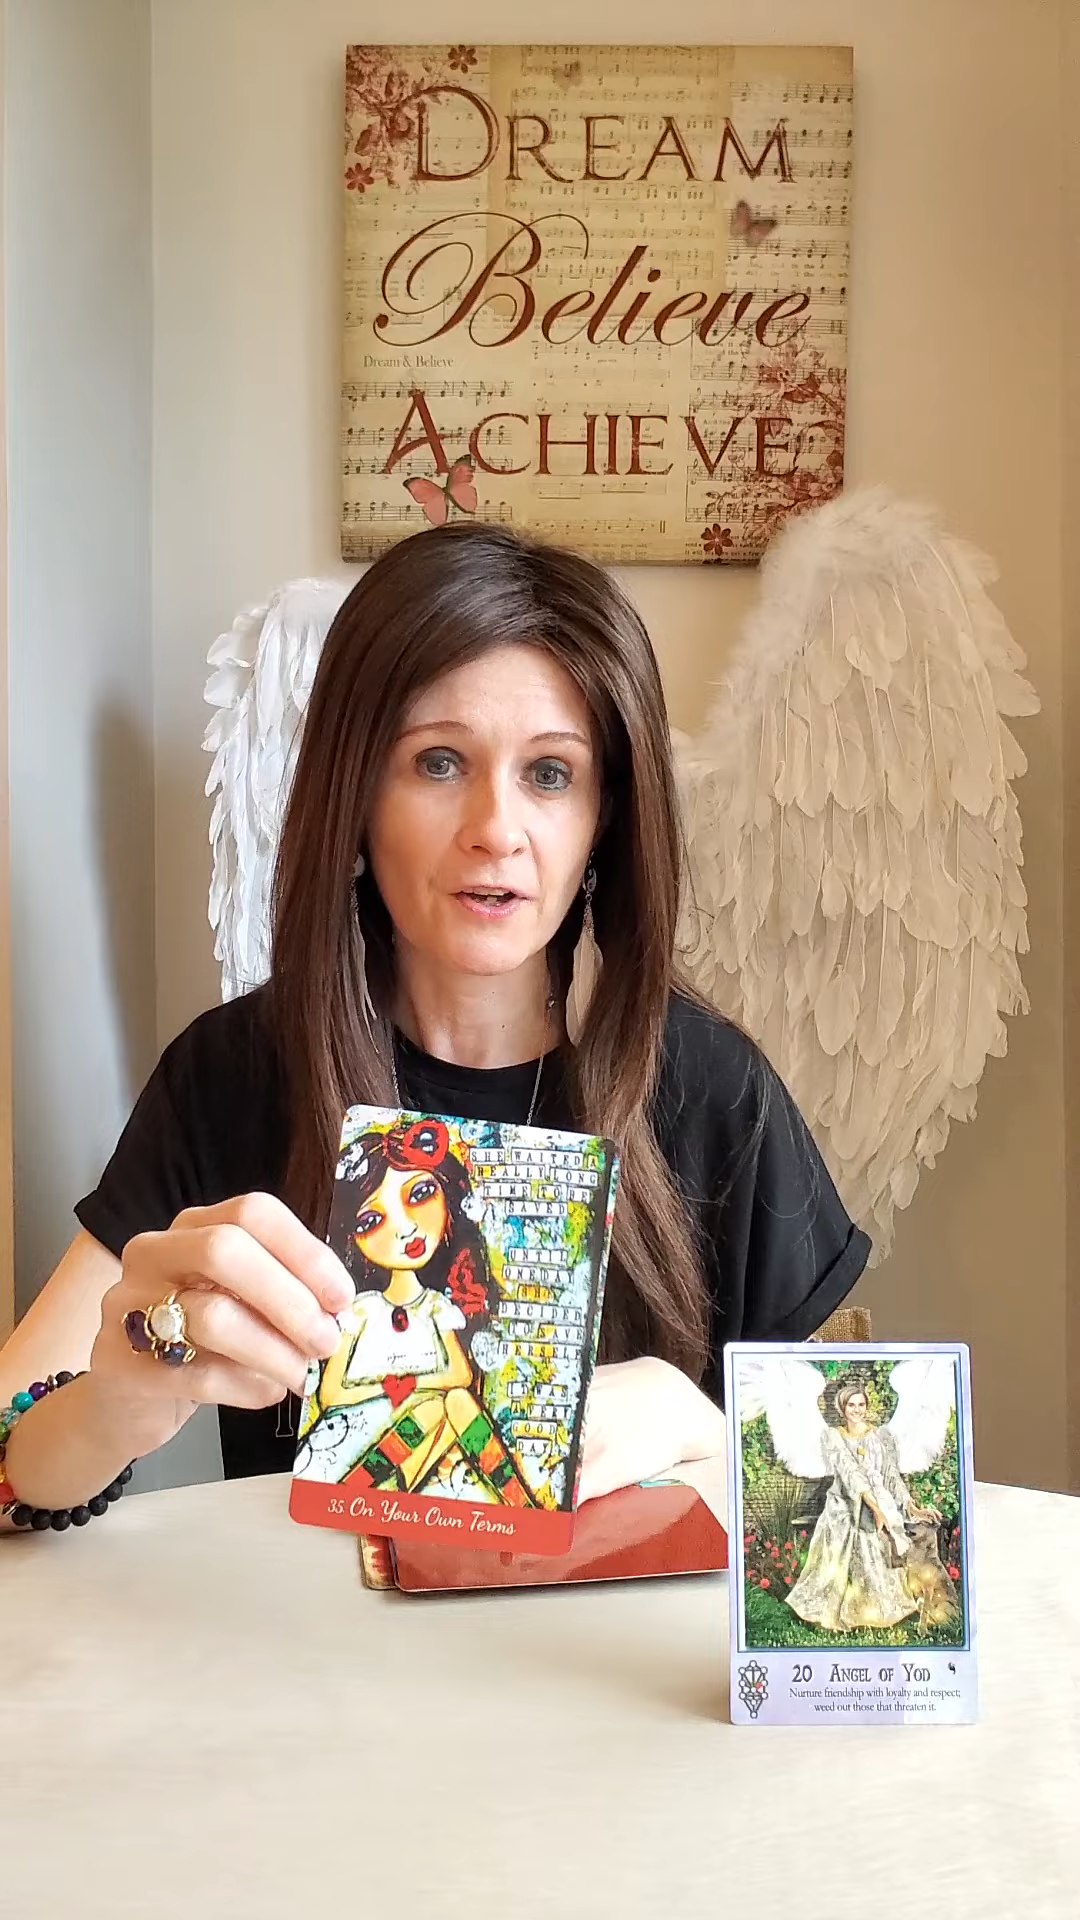 DREAM
Believe
Dream & Believe
ACHIEVE
SHE WAITED A
REALLY LONG
TIME TO BE
SAVED
UNTIL
ONE DAY
SHE
DECIDED
TO SAVE
HERSELF
IT WAS
A VERY
GOOD
DAY
35. On Your Own Terms
20 ANGEL OF YOD
Nurture friendship with loyalty and respect;
weed out those that threaten it.